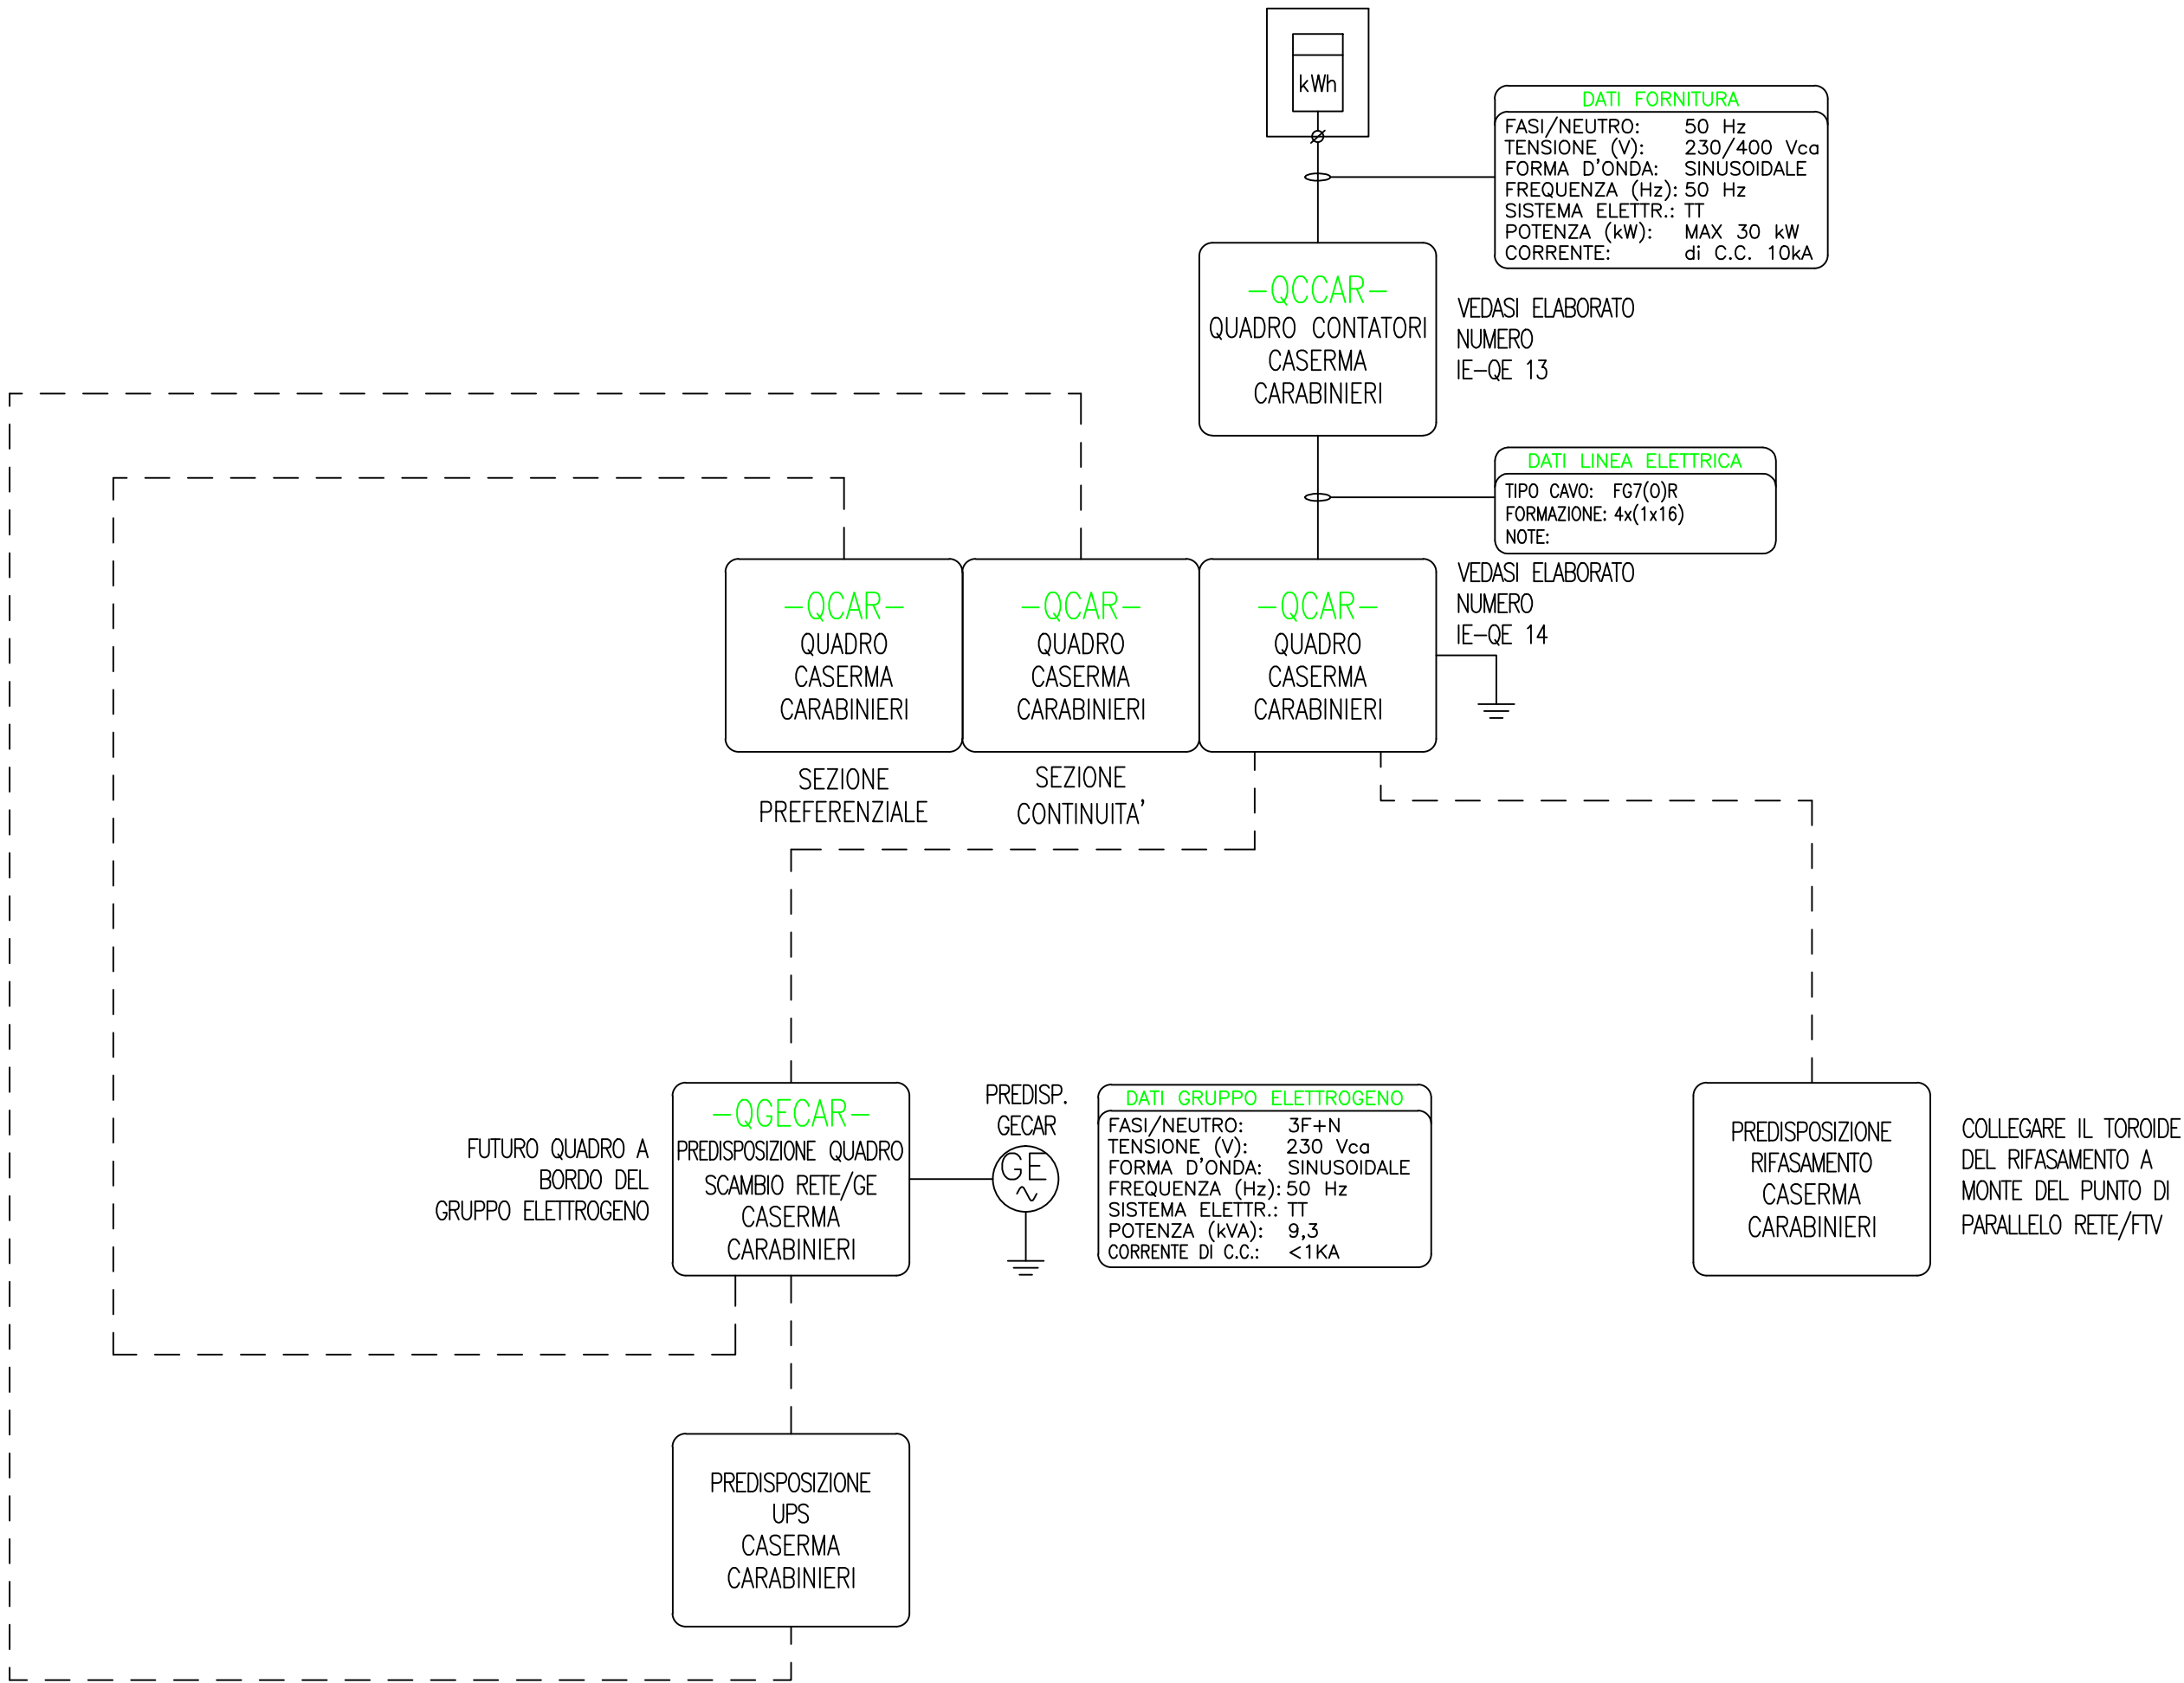 kWh
DATI FORNITURA
FASI/NEUTRO: 50 Hz
TENSIONE (V): 230/400 Vca
FORMA D'ONDA: SINUSOIDALE
FREQUENZA (Hz): 50 Hz
SISTEMA ELETTR.: TT
POTENZA (kW): MAX 30 kW
CORRENTE: di C.C. 10kA
-QCCAR-
QUADRO CONTATORI
CASERMA
CARABINIERI
VEDASI ELABORATO
NUMERO
IE-QE 13
DATI LINEA ELETTRICA
TIPO CAVO: FG7(O)R
FORMAZIONE: 4x(1x16)
NOTE:
-QCAR-
QUADRO
CASERMA
CARABINIERI
SEZIONE
PREFERENZIALE
-QCAR-
QUADRO
CASERMA
CARABINIERI
SEZIONE
CONTINUITA'
-QCAR-
QUADRO
CASERMA
CARABINIERI
VEDASI ELABORATO
NUMERO
IE-QE 14
FUTURO QUADRO A
BORDO DEL
GRUPPO ELETTROGENO
-QGECAR-
PREDISPOSIZIONE QUADRO
SCAMBIO RETE/GE
CASERMA
CARABINIERI
PREDISP.
GECAR
GE
~
DATI GRUPPO ELETTROGENO
FASI/NEUTRO: 3F+N
TENSIONE (V): 230 Vca
FORMA D'ONDA: SINUSOIDALE
FREQUENZA (Hz): 50 Hz
SISTEMA ELETTR.: TT
POTENZA (kVA): 9,3
CORRENTE DI C.C.: <1KA
PREDISPOSIZIONE
RIFASAMENTO
CASERMA
CARABINIERI
COLLEGARE IL TOROIDE
DEL RIFASAMENTO A
MONTE DEL PUNTO DI
PARALLELO RETE/FTV
PREDISPOSIZIONE
UPS
CASERMA
CARABINIERI